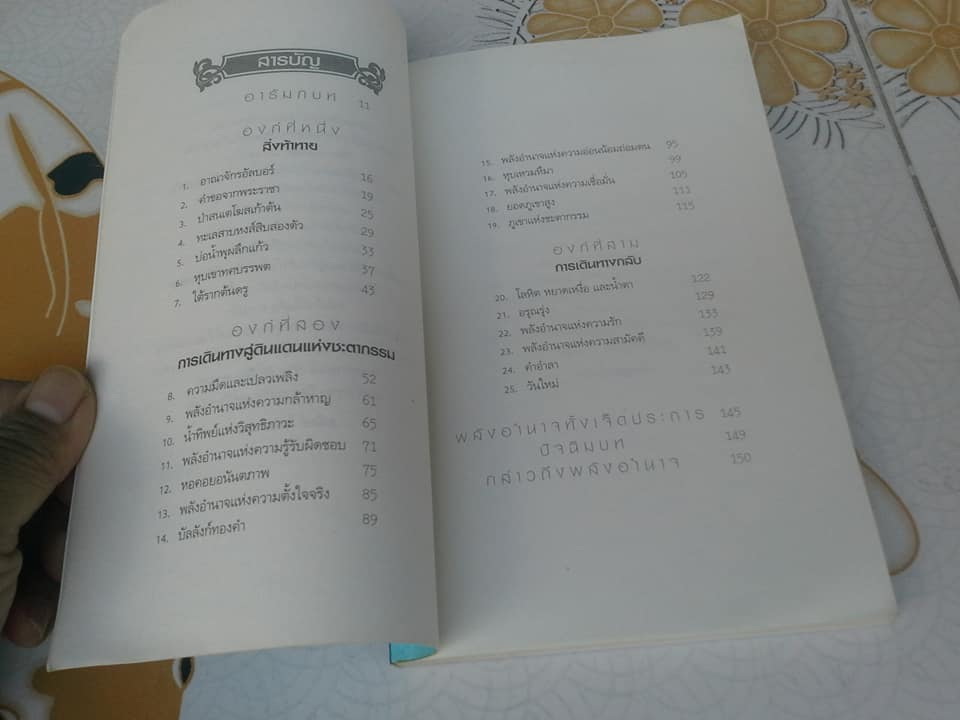 สารบัญ
อารัมภบท 11
องก์ที่หนึ่ง
สิ่งท้าทาย
1. อาณาจักรอัลบอร์ 16
2. คำขอจากพระราชา 19
3. ป่าสนเตโฆสเก้าตัน 25
4. ทะเลสาบหงส์สิบสองตัว 29
5. บ่อน้ำพุผลึกแก้ว 33
6. หุบเขาทศบรรพต 37
7. ใต้รากต้นครู 43
องก์ที่สอง
การเดินทางสู่ดินแดนแห่งชะตากรรม
8. ความมืดและเปลวเพลิง 52
9. พลังอำนาจแห่งความกล้าหาญ 61
10. น้ำทิพย์แห่งวิสุทธิภาวะ 65
11. พลังอำนาจแห่งความรู้รับผิดชอบ 71
12. หอคอยอนันตภาพ 75
13. พลังอำนาจแห่งความตั้งใจจริง 85
14. บัลลังก์ทองคำ 89
15. พลังอำนาจแห่งความอ่อนน้อมถ่อมตน 95
16. หุบเหวมหึมา 99
17. พลังอำนาจแห่งความเชื่อมั่น 105
18. ยอดภูเขาสูง 111
19. ภูเขาแห่งชะตากรรม 115
องก์ที่สาม
การเดินทางกลับ
20. โลหิต หยาดเหงื่อ และน้ำตา 122
21. อรุณรุ่ง 129
22. พลังอำนาจแห่งความรัก 133
23. พลังอำนาจแห่งความสามัคคี 139
24. คำอำลา 141
25. วันใหม่ 143
พลังอำนาจทั้งเจ็ดประการ 145
ปัจฉิมบท 149
กล่าวถึงพลังอำนาจ 150